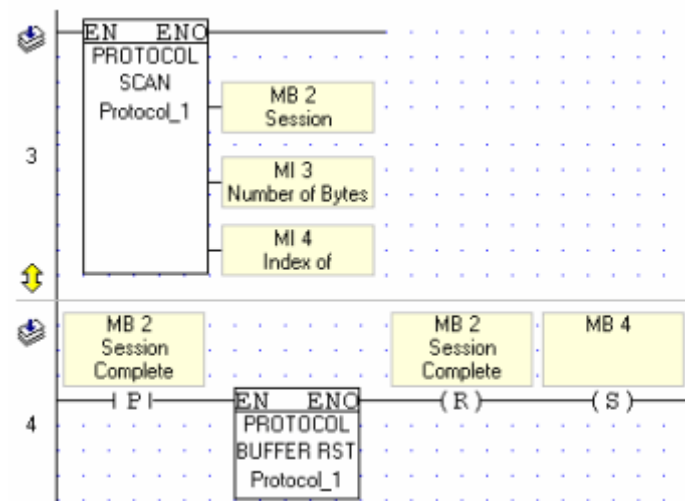 EN ENO
PROTOCOL
SCAN
Protocol_1
MB 2
Session
MI 3
Number of Bytes
MI 4
Index of
3
MB 2
Session
Complete
MB 2
Session
Complete
MB 4
P
EN ENO
(R)
(S)
PROTOCOL
BUFFER RST
Protocol_1
4